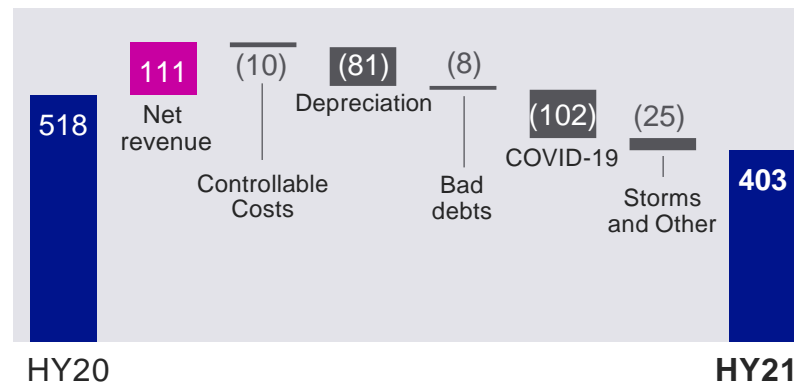 518
111
Net
revenue
(10)
Controllable
Costs
(81)
Depreciation
(8)
Bad
debts
(102)
COVID-19
(25)
Storms
and Other
403
HY20
HY21